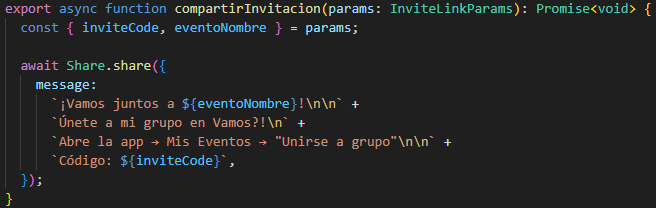 export async function compartirInvitacion(params: InviteLinkParams): Promise<void> {
  const { inviteCode, eventoNombre } = params;

  await Share.share({
    message:
      `¡Vamos juntos a ${eventoNombre}!\n\n` +
      `Únete a mi grupo en Vamos?!\n` +
      `Abre la app → Mis Eventos → "Unirse a grupo"\n\n` +
      `Código: ${inviteCode}`,
  });
}